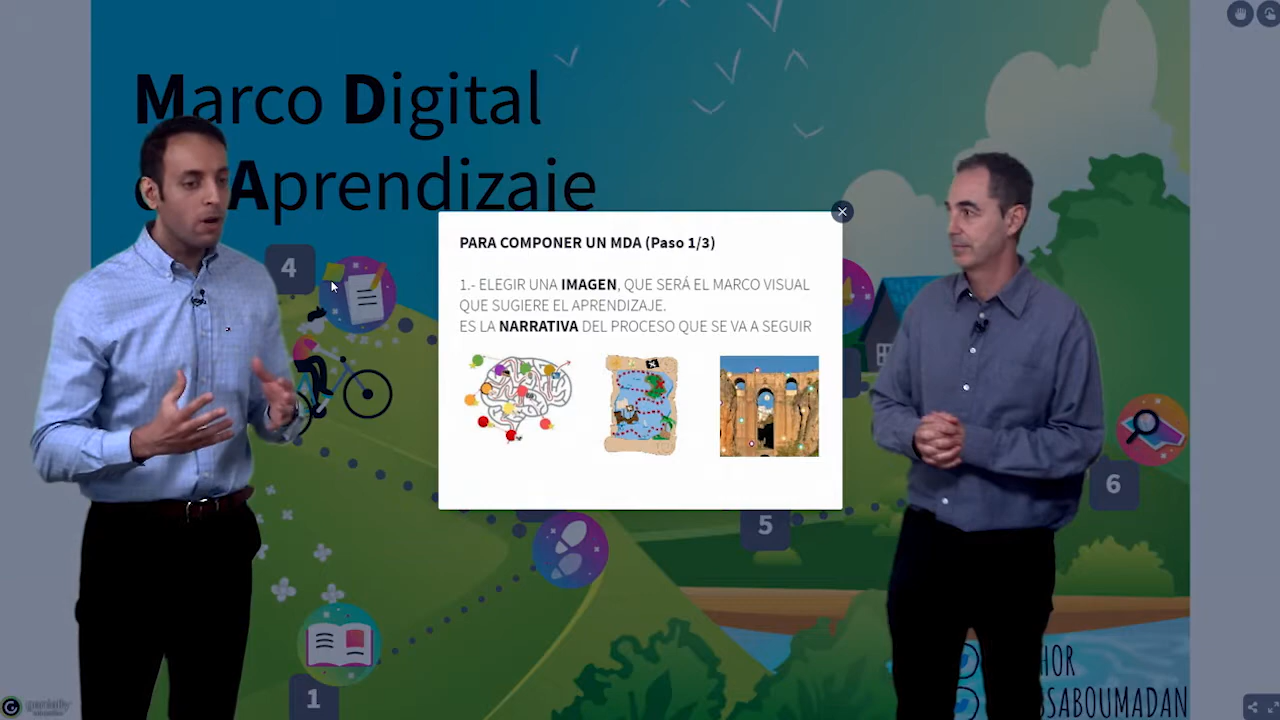 Marco Digital
Aprendizaje
4
PARA COMPONER UN MDA (Paso 1/3)
1.- ELEGIR UNA IMAGEN, QUE SERÁ EL MARCO VISUAL
QUE SUGIERE EL APRENDIZAJE.
ES LA NARRATIVA DEL PROCESO QUE SE VA A SEGUIR
6
5
1
genially